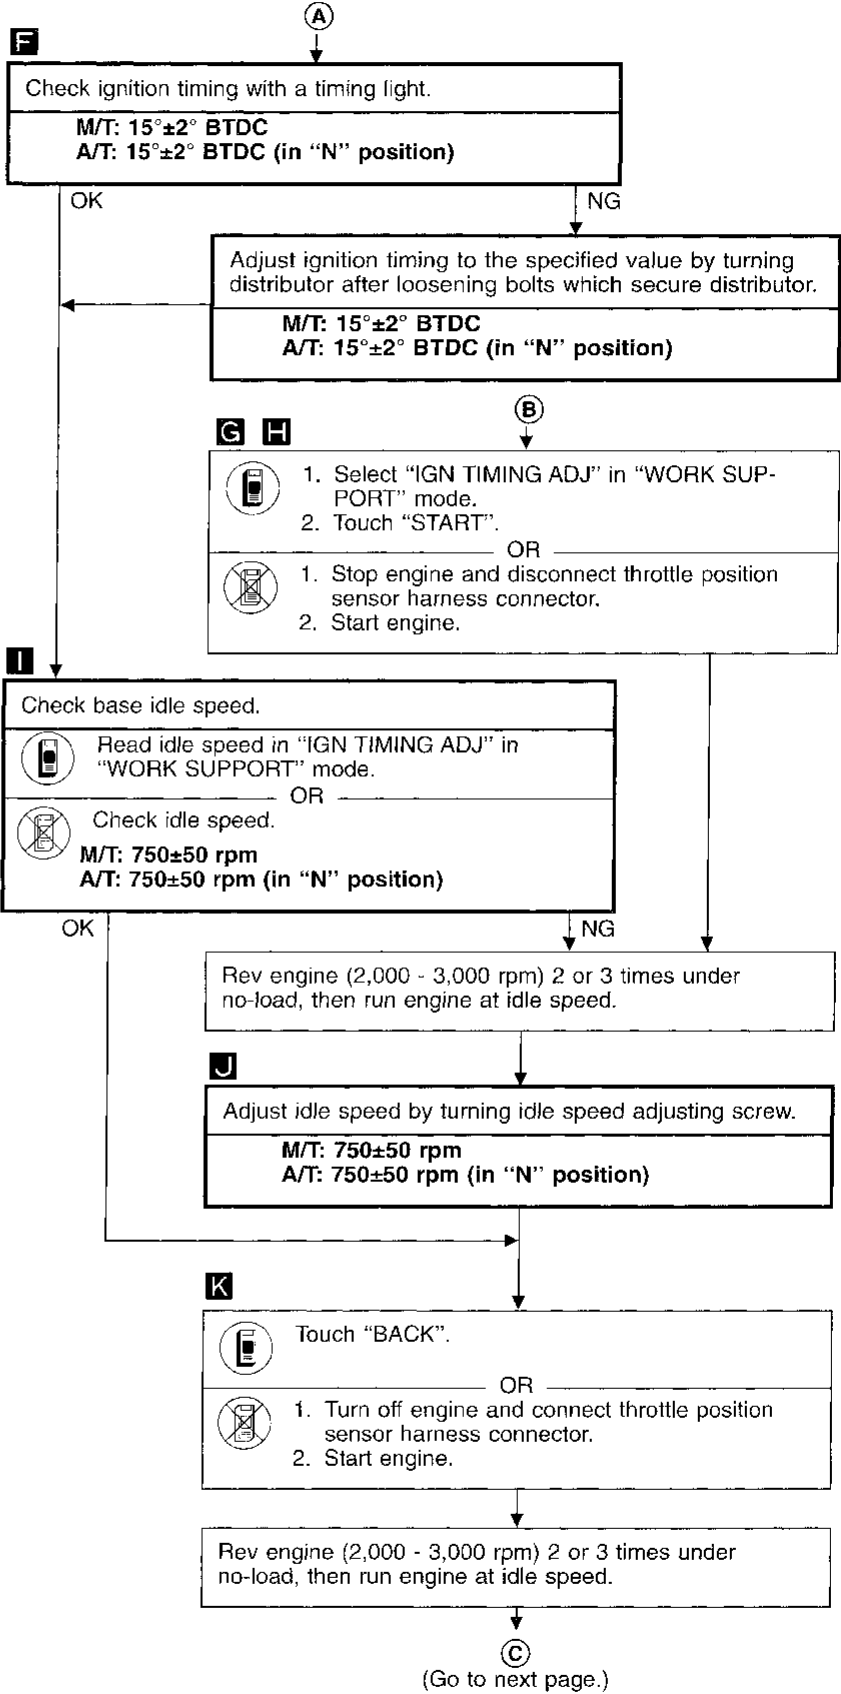 A
F
Check ignition timing with a timing light.
M/T: 15°±2° BTDC
A/T: 15°±2° BTDC (in “N” position)
OK
NG
Adjust ignition timing to the specified value by turning
distributor after loosening bolts which secure distributor.
M/T: 15°±2° BTDC
A/T: 15°±2° BTDC (in “N” position)
B
G H
1. Select “IGN TIMING ADJ” in “WORK SUP-
PORT” mode.
2. Touch “START”.
OR
1. Stop engine and disconnect throttle position
sensor harness connector.
2. Start engine.
I
Check base idle speed.
Read idle speed in “IGN TIMING ADJ” in
“WORK SUPPORT” mode.
OR
Check idle speed.
M/T: 750±50 rpm
A/T: 750±50 rpm (in “N” position)
OK
NG
Rev engine (2,000 - 3,000 rpm) 2 or 3 times under
no-load, then run engine at idle speed.
J
Adjust idle speed by turning idle speed adjusting screw.
M/T: 750±50 rpm
A/T: 750±50 rpm (in “N” position)
K
Touch “BACK”.
OR
1. Turn off engine and connect throttle position
sensor harness connector.
2. Start engine.
Rev engine (2,000 - 3,000 rpm) 2 or 3 times under
no-load, then run engine at idle speed.
C
(Go to next page.)